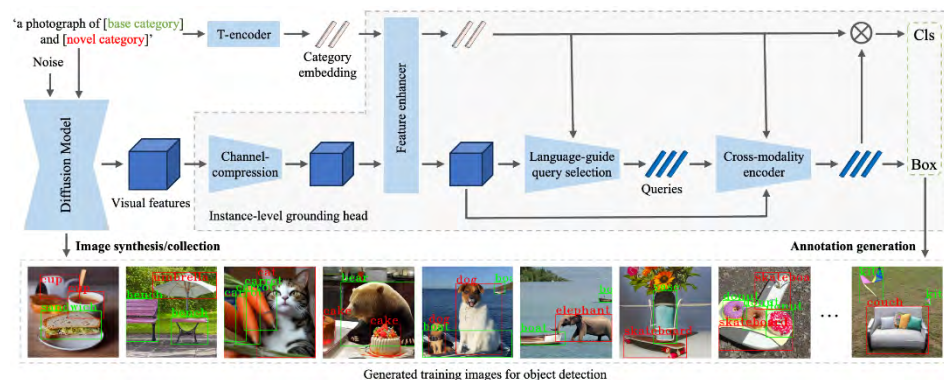 'a photograph of [base category]
and [novel category]'
T-encoder
Category
embedding
Noise
Feature enhancer
Cls
Diffusion Model
Visual features
Channel-
compression
Instance-level grounding head
Language-guide
query selection
Queries
Cross-modality
encoder
Box
Image synthesis/collection
Annotation generation
cup
cup
sandwich
umbrella
bench
bear
cake
cake
dog
boat
boat
elephant
skateboard
skateboard
couch
...
Generated training images for object detection